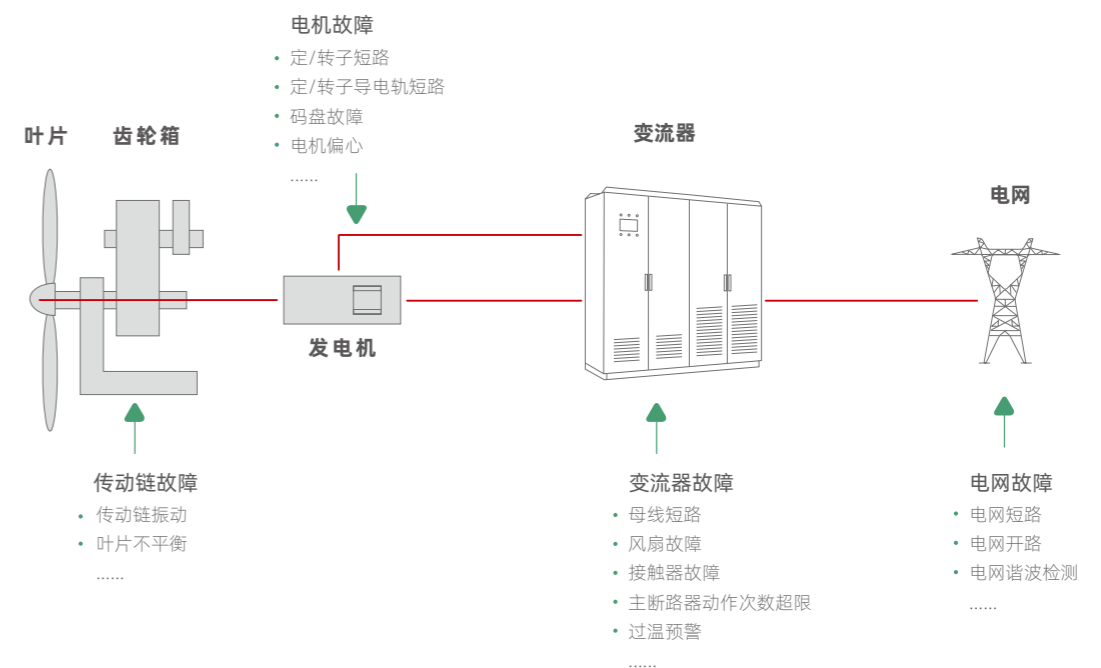 电机故障
• 定/转子短路
• 定/转子导电轨短路
• 码盘故障
• 电机偏心
......
叶片
齿轮箱
变流器
电网
发电机
传动链故障
• 传动链振动
• 叶片不平衡
......
变流器故障
• 母线短路
• 风扇故障
• 接触器故障
• 主断路器动作次数超限
• 过温预警
......
电网故障
• 电网短路
• 电网开路
• 电网谐波检测
......